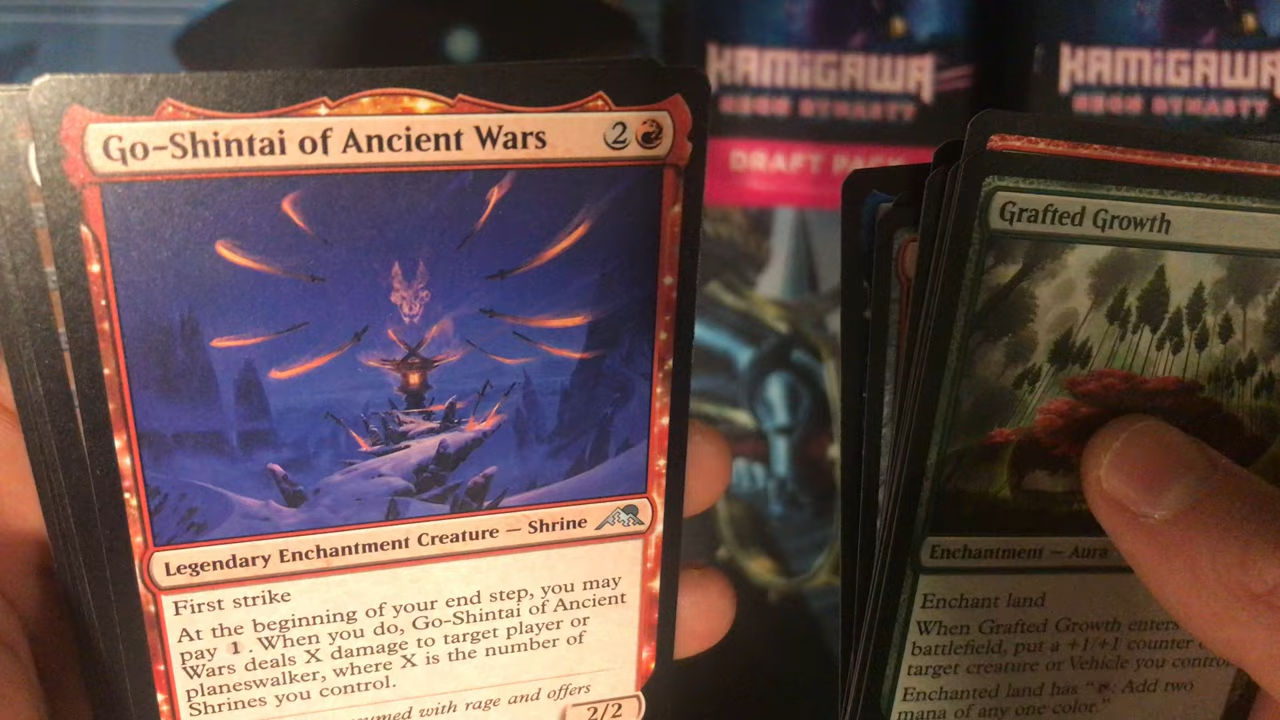 Go-Shintai of Ancient Wars 2
Legendary Enchantment Creature — Shrine
First strike
At the beginning of your end step, you may
pay 1. When you do, Go-Shintai of Ancient
Wars deals X damage to target player or
planeswalker, where X is the number of
Shrines you control.
with rage and offers
2/2
KAMIGAWA
NEON DYNASTY
DRAFT
KAMIGAWA
NEON DYNASTY
Grafted Growth
Enchantment — Aura
Enchant land
When Grafted Growth enters
battlefield, put a +1/+1 counter
target creature or Vehicle you control
Enchanted land has ": Add two
mana of any one color."